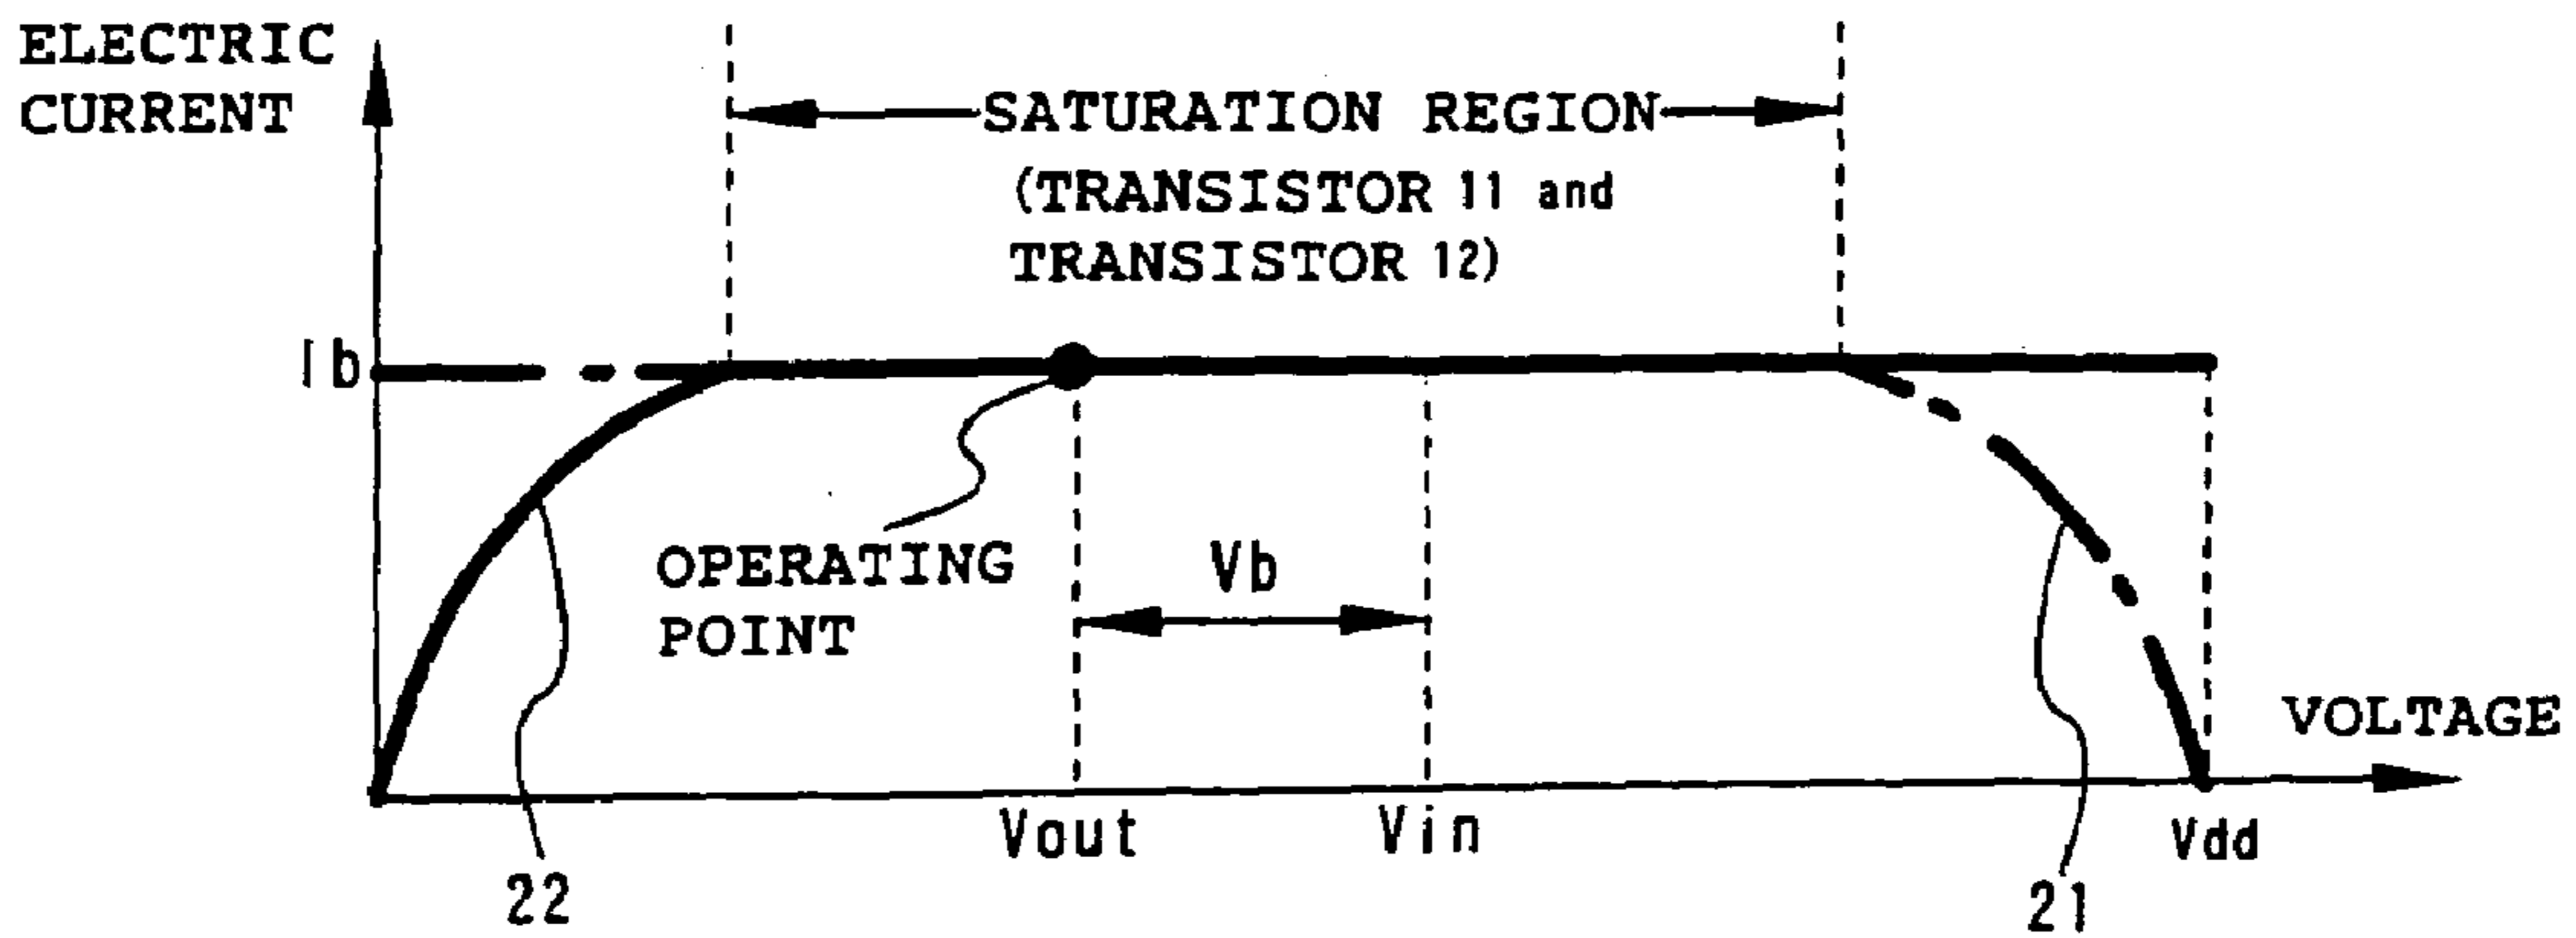 ELECTRIC
CURRENT
SATURATION REGION
(TRANSISTOR 11 and
TRANSISTOR 12)
Ib
OPERATING
POINT
Vb
VOLTAGE
Vout
Vin
Vdd
22
21